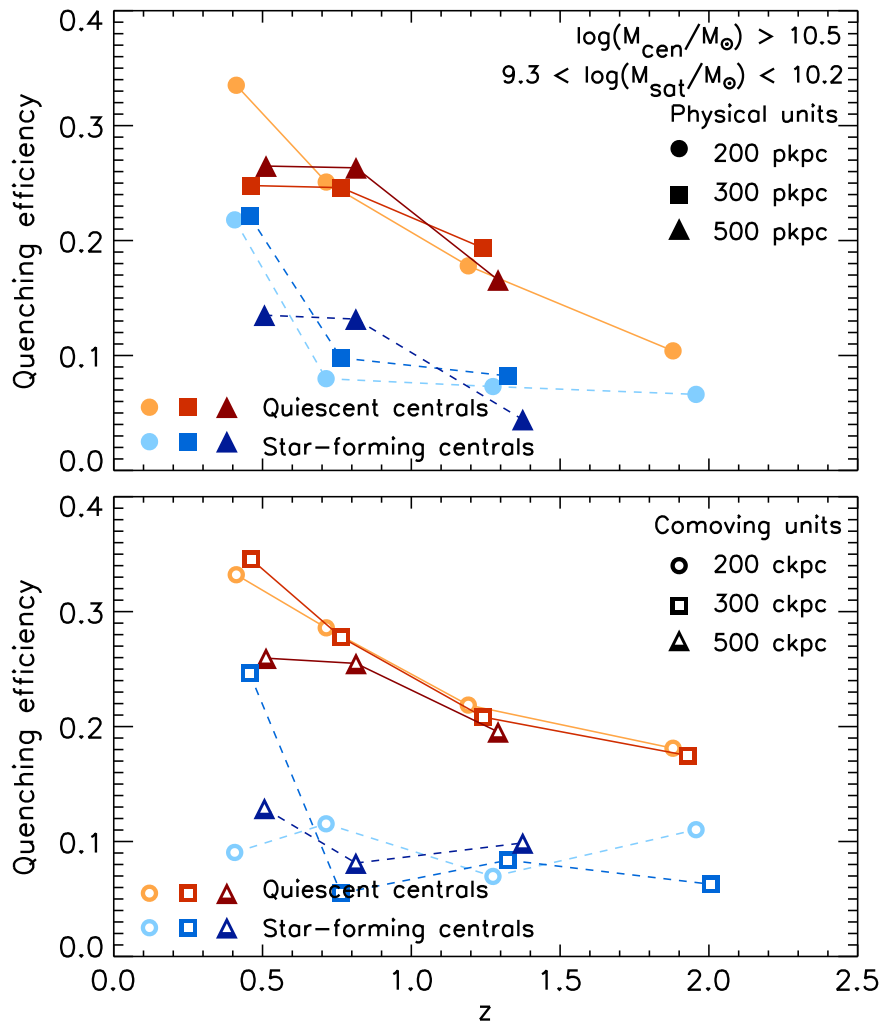 0.4
log(M_cen/M_⊙) > 10.5
9.3 < log(M_sat/M_⊙) < 10.2
Physical units
0.3
200 pkpc
300 pkpc
0.2
500 pkpc
Quenching efficiency
0.1
Quiescent centrals
Star-forming centrals
0.0
0.4
Comoving units
200 ckpc
0.3
300 ckpc
500 ckpc
0.2
Quenching efficiency
0.1
Quiescent centrals
Star-forming centrals
0.0
0.0 0.5 1.0 1.5 2.0 2.5
z